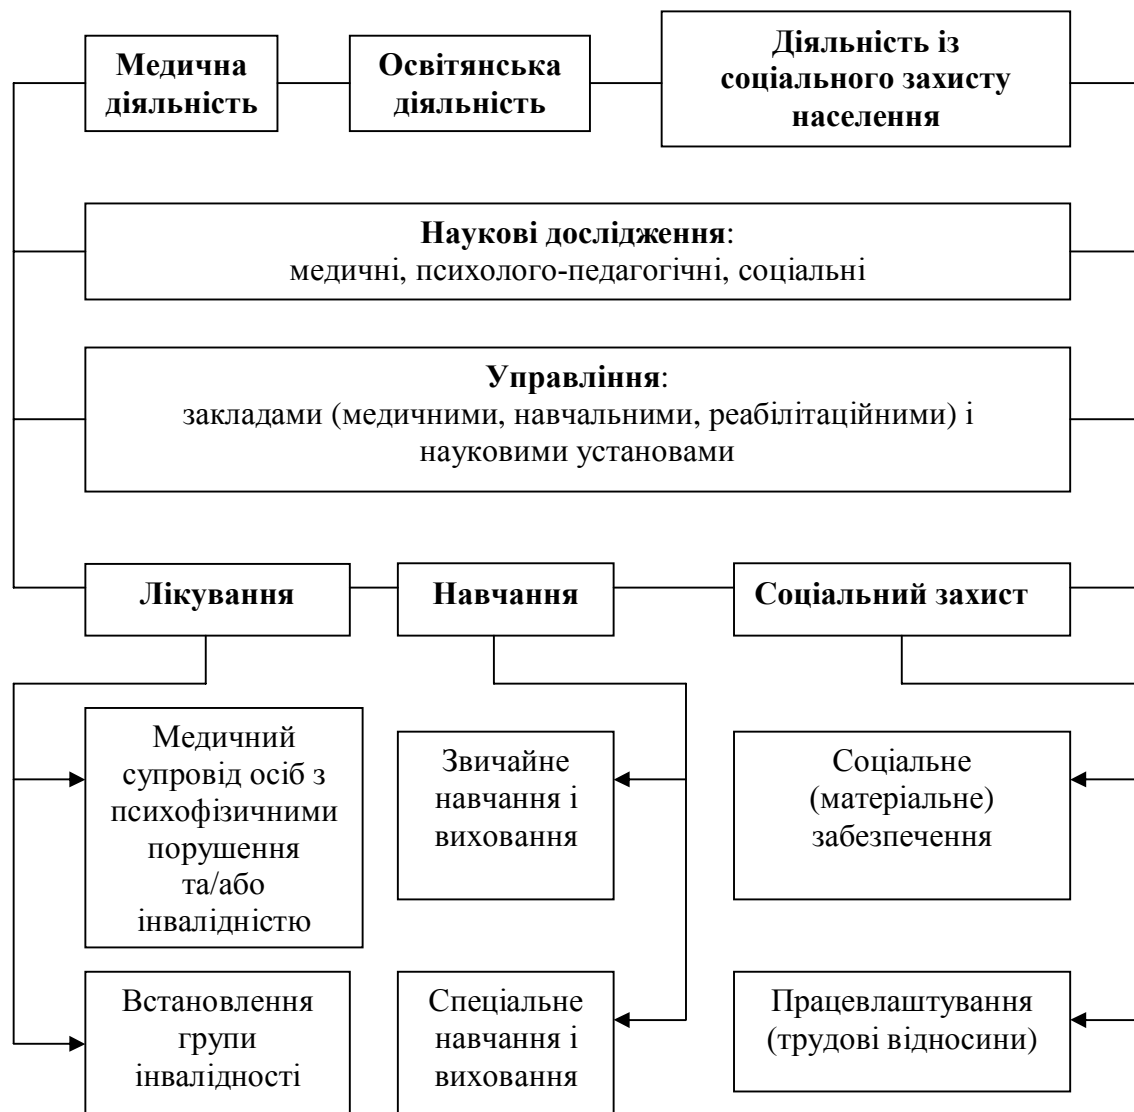 Медична
діяльність
Освітянська
діяльність
Діяльність із
соціального захисту
населення
Наукові дослідження:
медичні, психолого-педагогічні, соціальні
Управління:
закладами (медичними, навчальними, реабілітаційними) і
науковими установами
Лікування
Навчання
Соціальний захист
Медичний
супровід осіб з
психофізичними
порушення
та/або
інвалідністю
Звичайне
навчання і
виховання
Соціальне
(матеріальне)
забезпечення
Встановлення
групи
інвалідності
Спеціальне
навчання і
виховання
Працевлаштування
(трудові відносини)